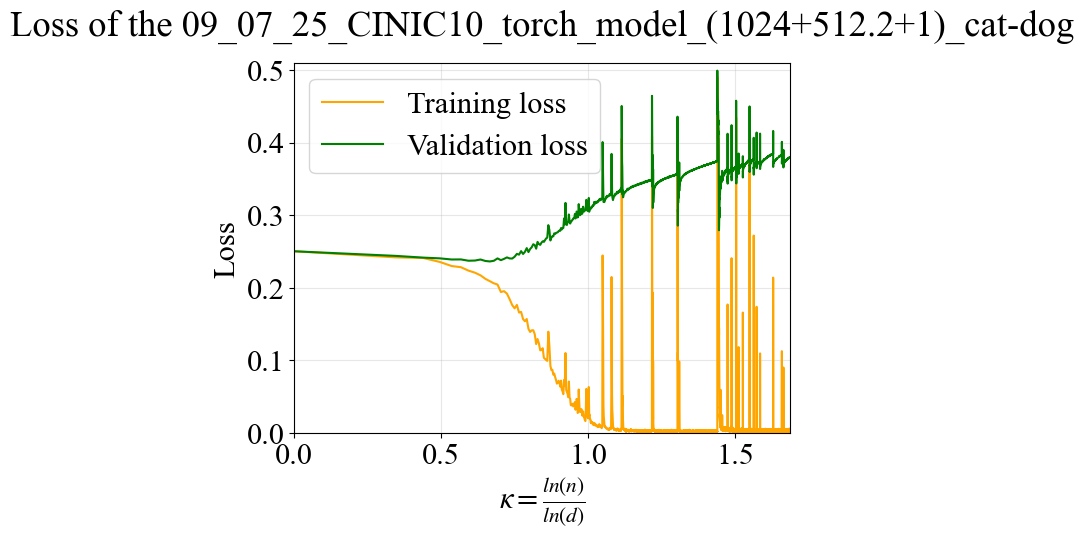 Loss of the 09_07_25_CINIC10_torch_model_(1024+512.2+1)_cat-dog
Training loss
Validation loss
0.5
0.4
0.3
0.2
0.1
0.0
Loss
0.0 0.5 1.0 1.5
κ = ln(n)/ln(d)